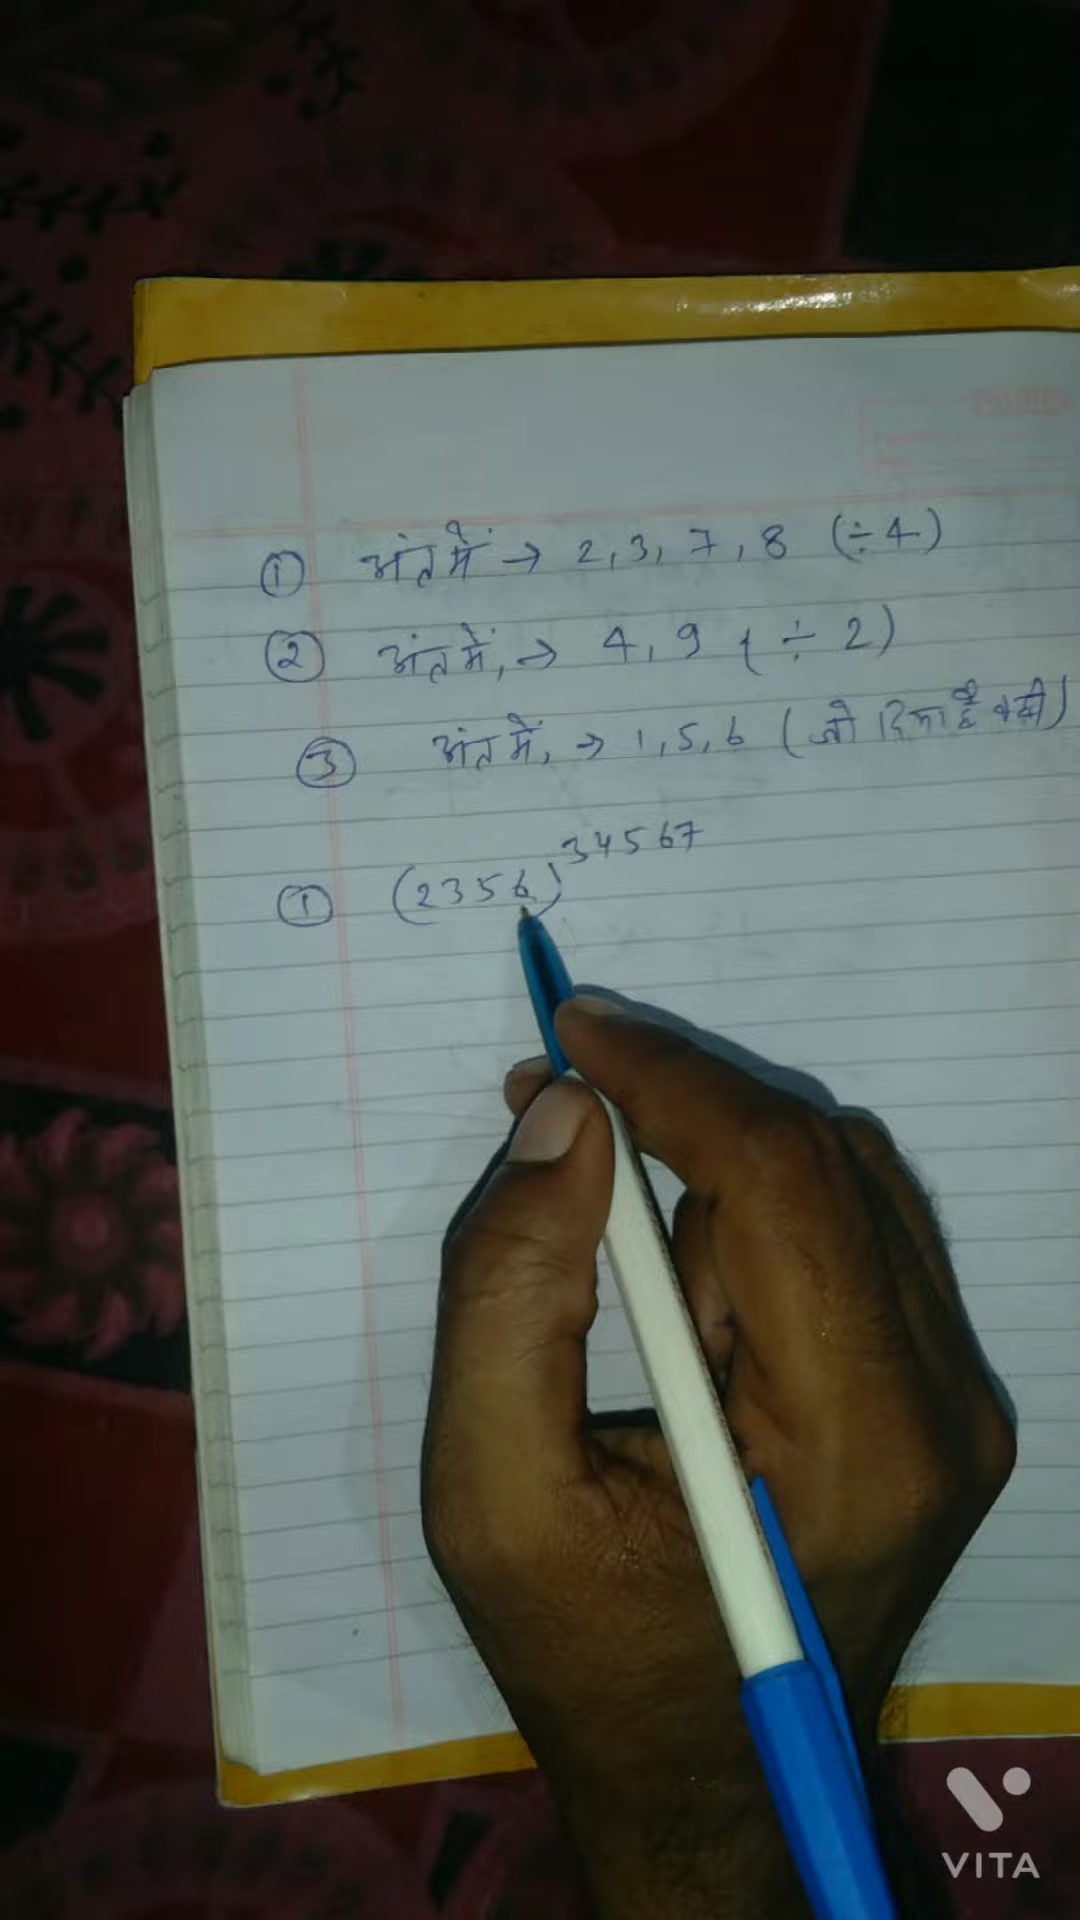 ① अंत में → 2, 3, 7, 8 (÷4)
② अंत में, → 4, 9 (÷ 2)
③ अंत में, → 1, 5, 6 (जो दिया है वही)
① (2356)^34567
VITA